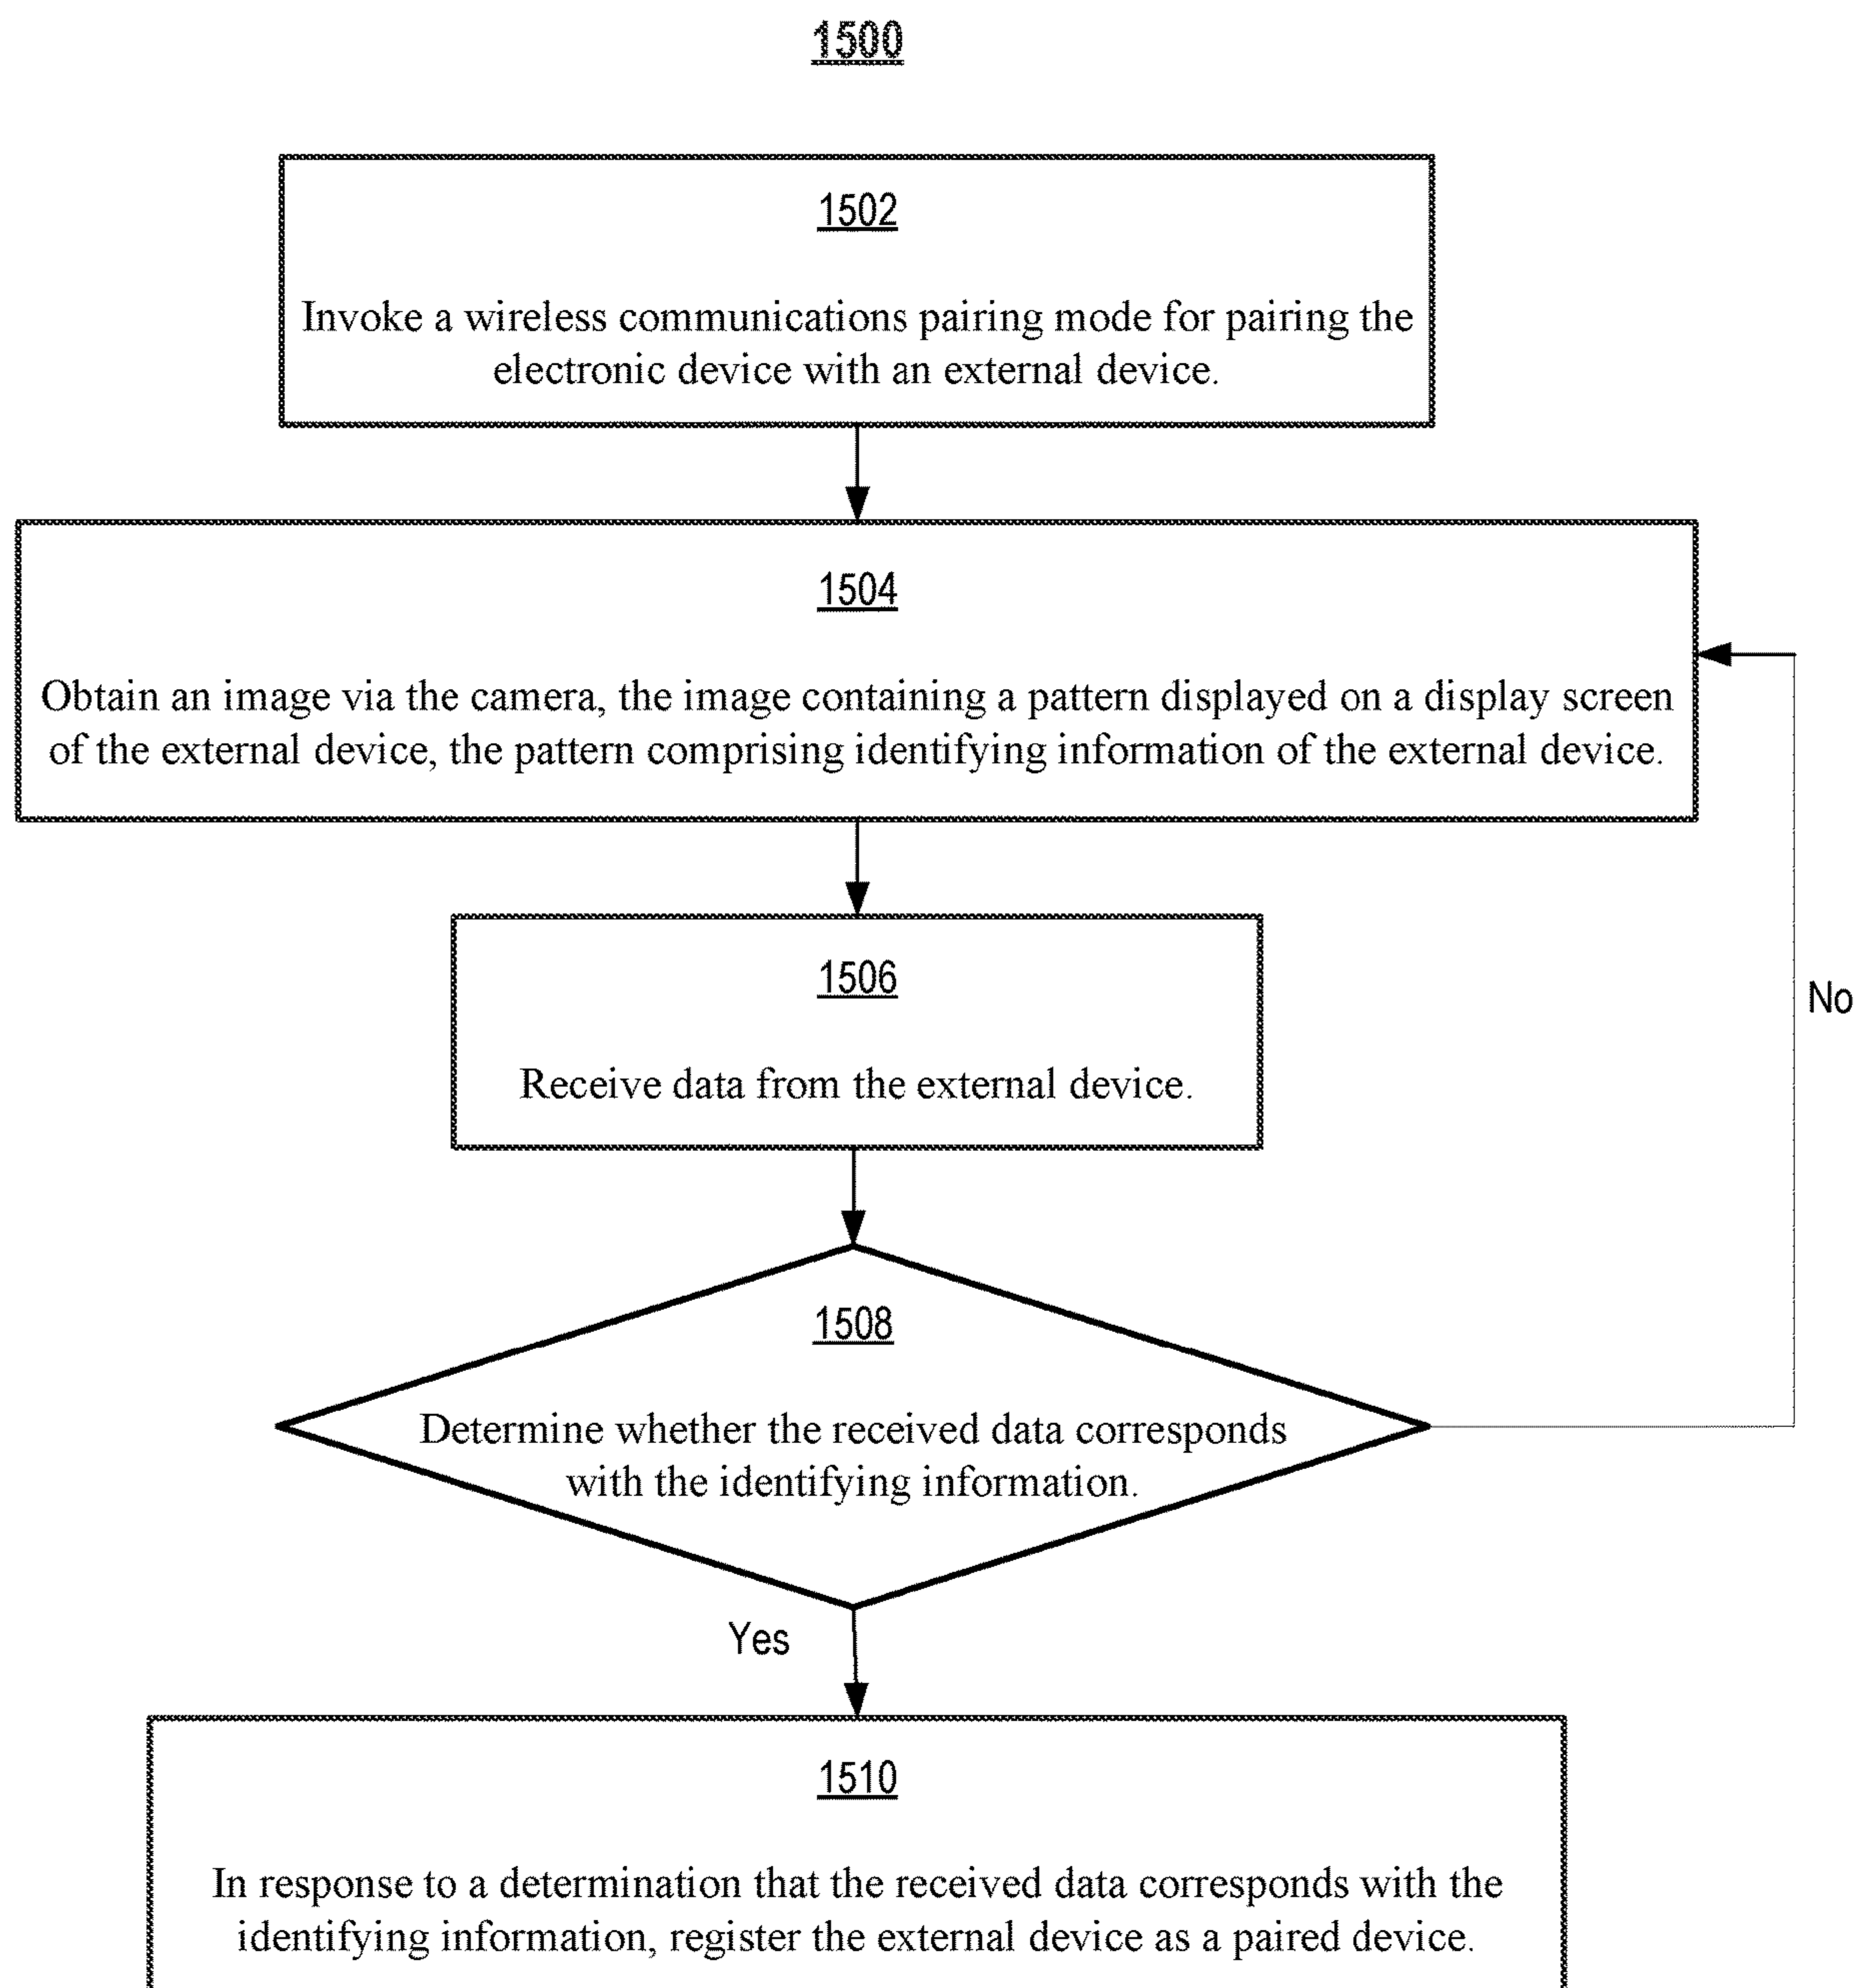 1500
1502
Invoke a wireless communications pairing mode for pairing the
electronic device with an external device.
1504
Obtain an image via the camera, the image containing a pattern displayed on a display screen
of the external device, the pattern comprising identifying information of the external device.
1506
Receive data from the external device.
No
1508
Determine whether the received data corresponds
with the identifying information.
Yes
1510
In response to a determination that the received data corresponds with the
identifying information, register the external device as a paired device.